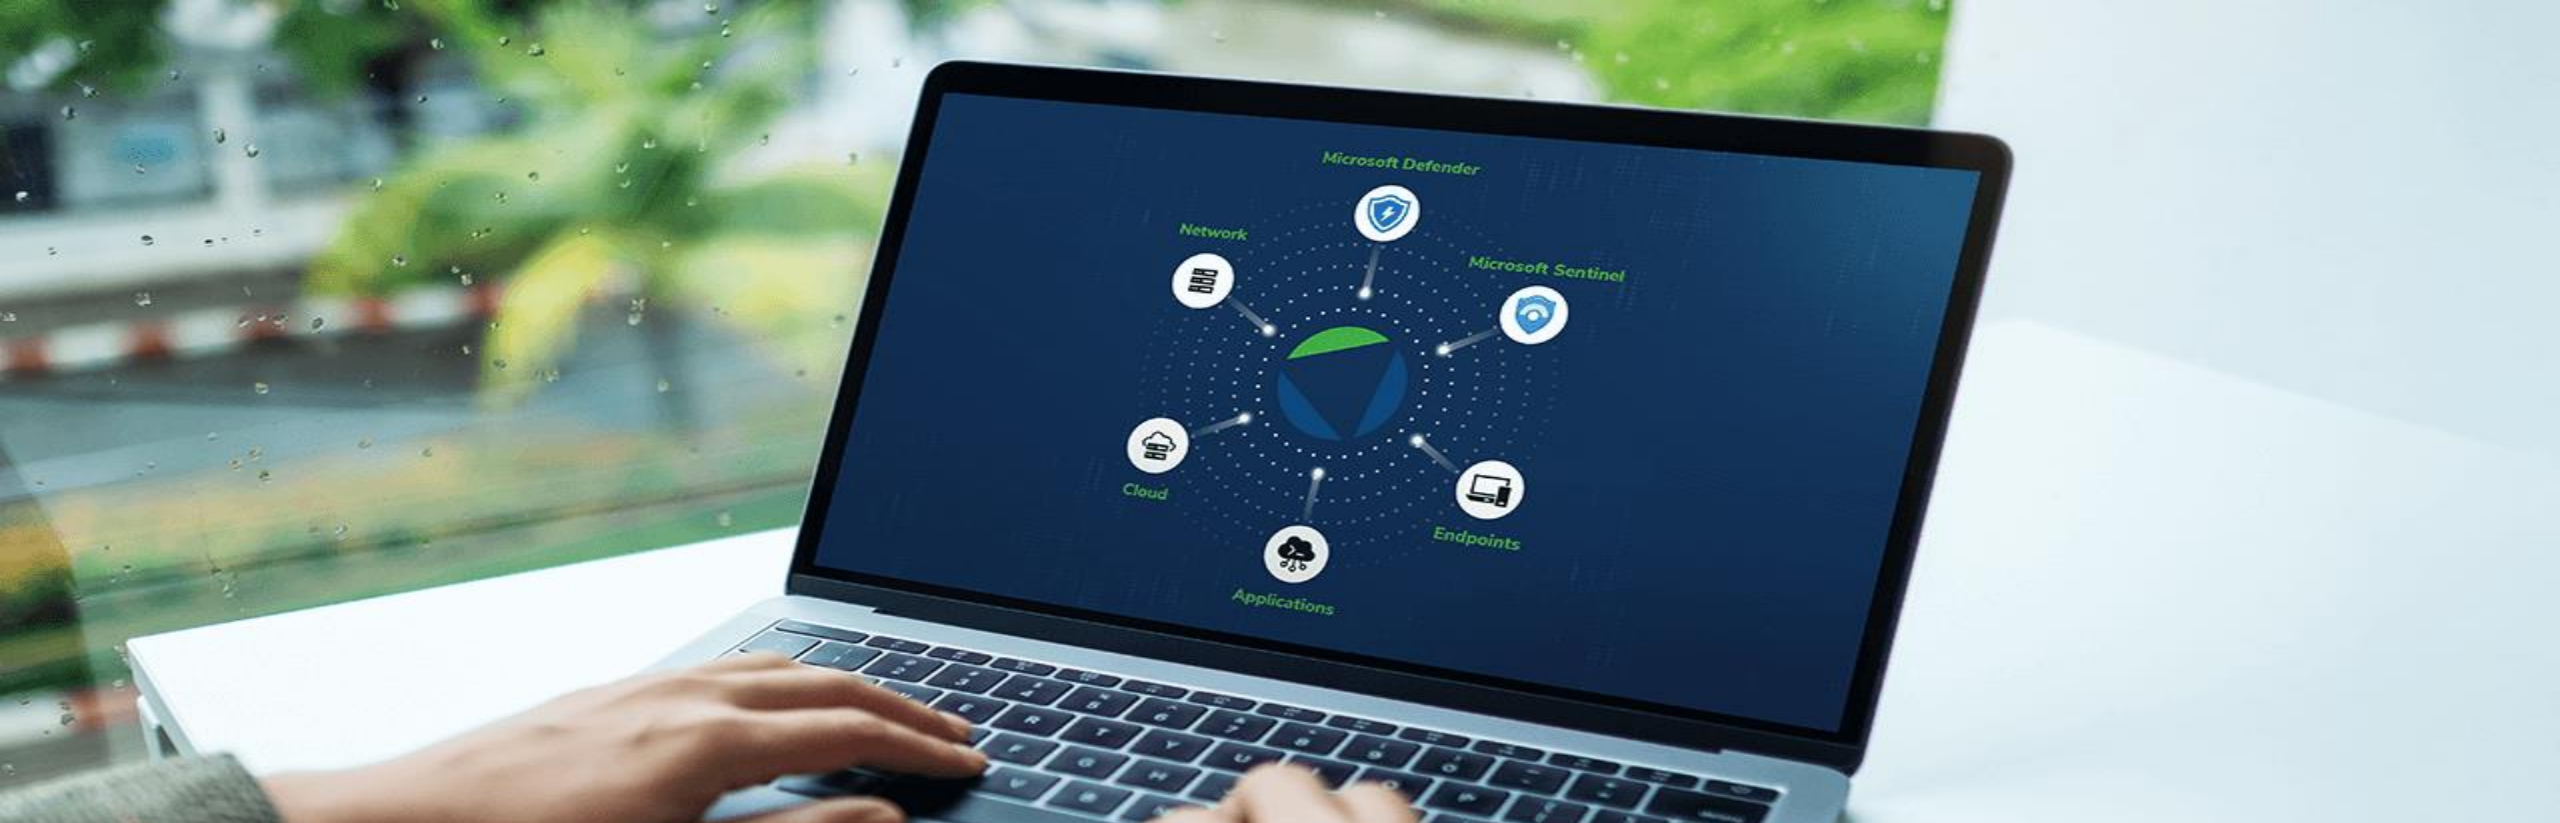 Microsoft Defender
Network
Microsoft Sentinel
Cloud
Endpoints
Applications